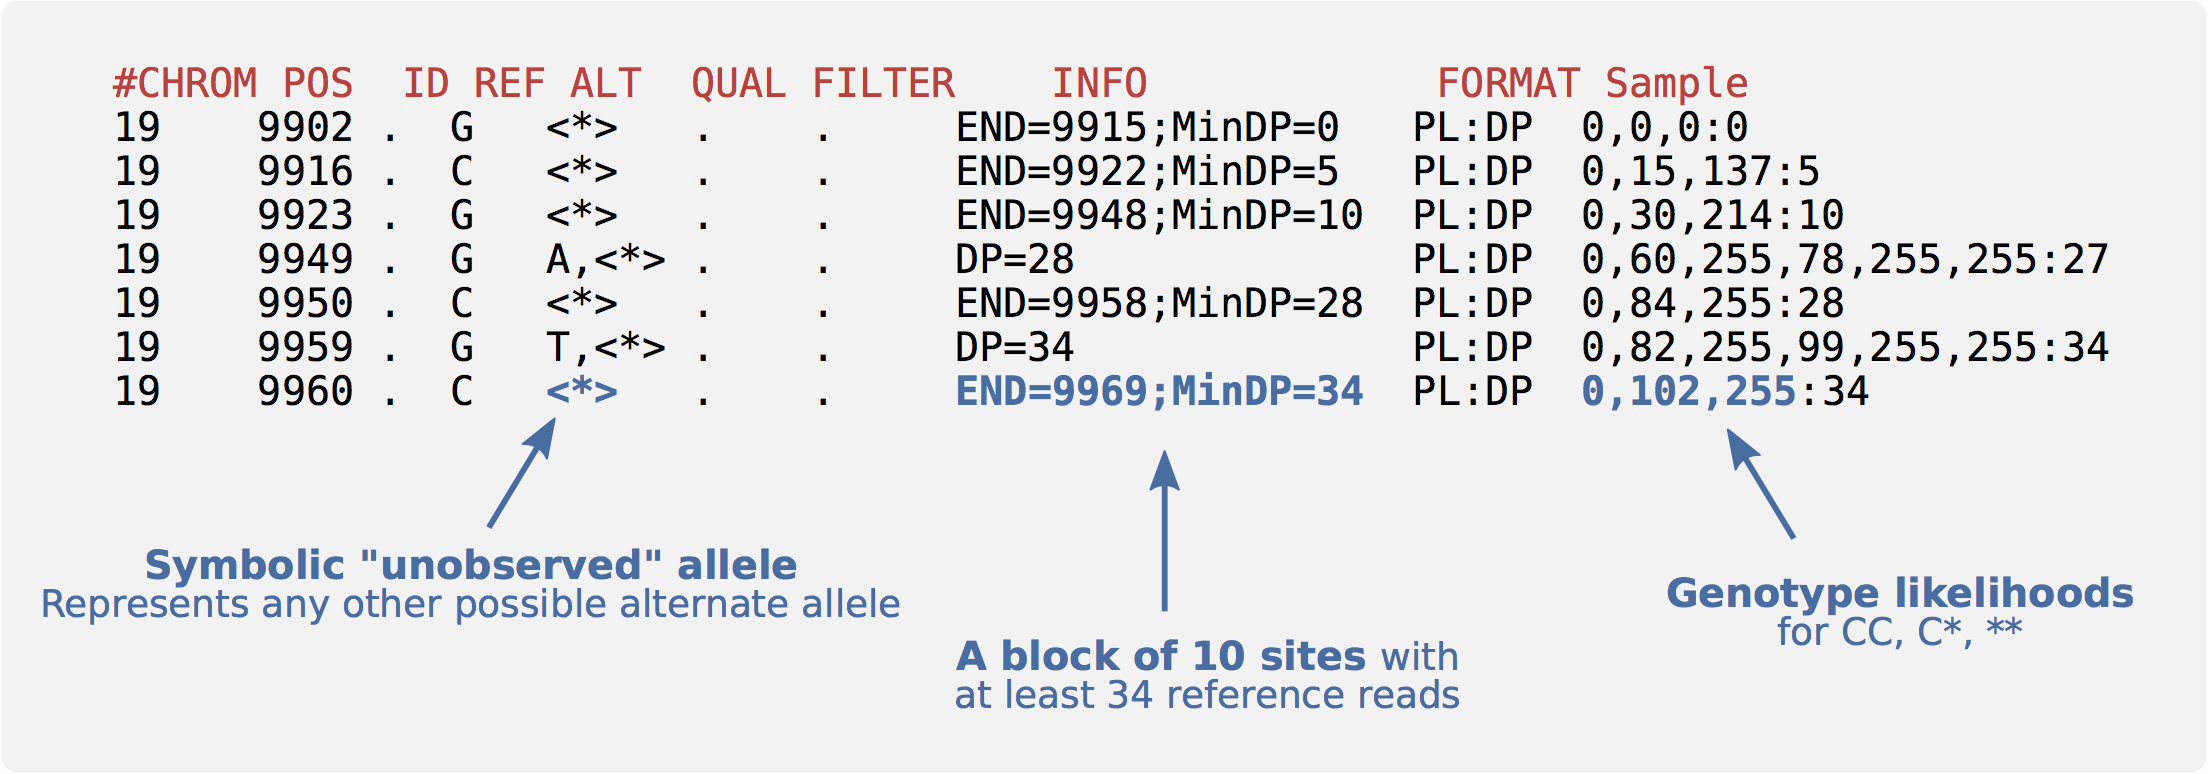 #CHROM POS  ID REF ALT  QUAL FILTER    INFO            FORMAT Sample
19    9902 .  G   <*>   .    .     END=9915;MinDP=0   PL:DP  0,0,0:0
19    9916 .  C   <*>   .    .     END=9922;MinDP=5   PL:DP  0,15,137:5
19    9923 .  G   <*>   .    .     END=9948;MinDP=10  PL:DP  0,30,214:10
19    9949 .  G   A,<*> .    .     DP=28              PL:DP  0,60,255,78,255,255:27
19    9950 .  C   <*>   .    .     END=9958;MinDP=28  PL:DP  0,84,255:28
19    9959 .  G   T,<*> .    .     DP=34              PL:DP  0,82,255,99,255,255:34
19    9960 .  C   <*>   .    .     END=9969;MinDP=34  PL:DP  0,102,255:34
Symbolic "unobserved" allele
Represents any other possible alternate allele
A block of 10 sites with
at least 34 reference reads
Genotype likelihoods
for CC, C*, **